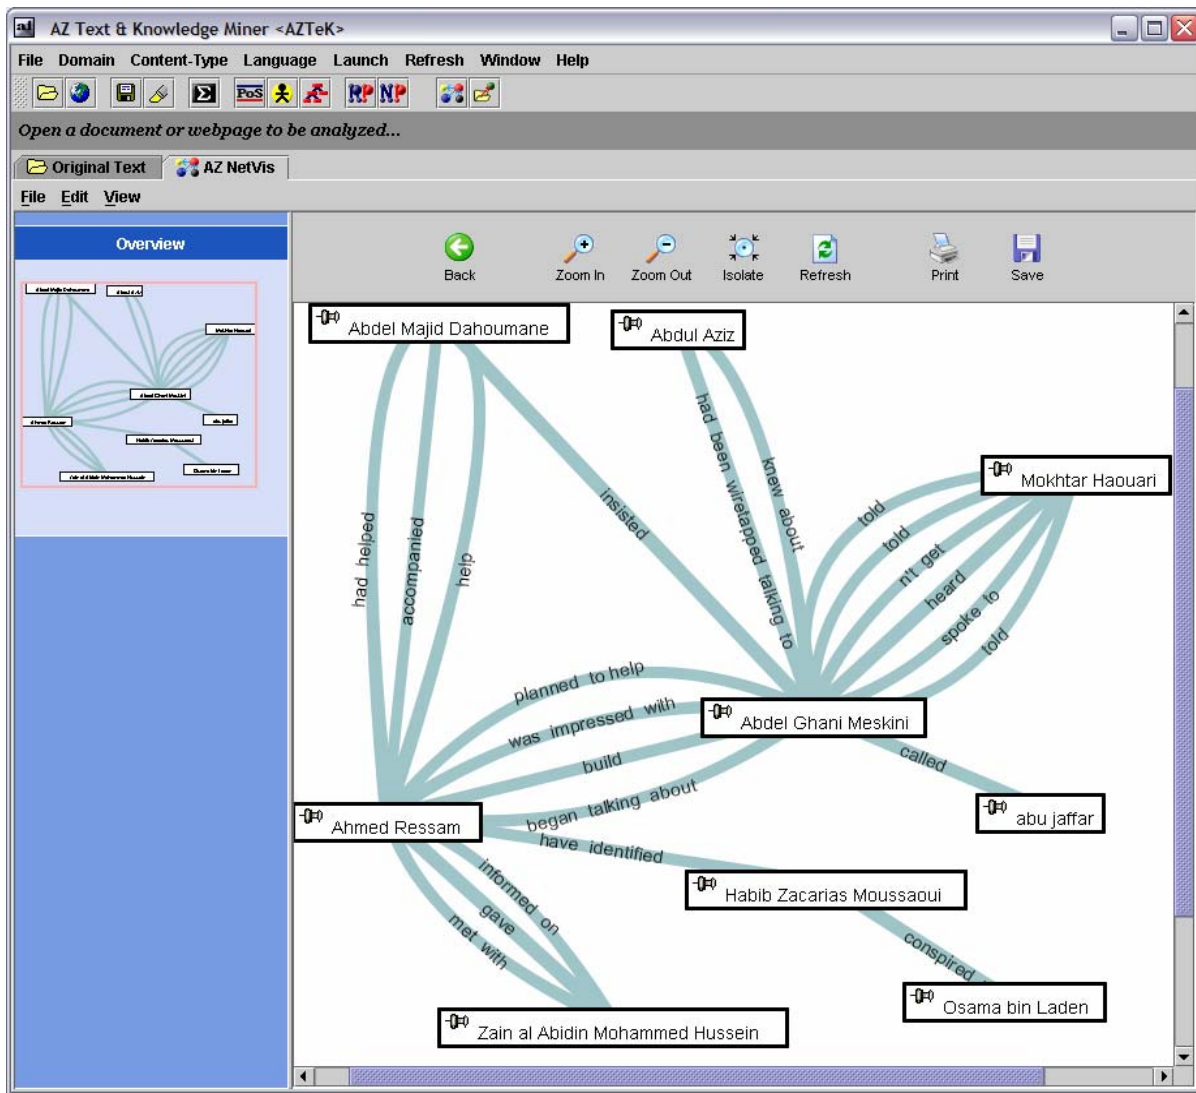 AZ Text & Knowledge Miner <AZTeK>
File Domain Content-Type Language Launch Refresh Window Help
Σ PoS RP NP
Open a document or webpage to be analyzed...
Original Text AZ NetVis
File Edit View
Overview
Back Zoom In Zoom Out Isolate Refresh Print Save
Abdel Majid Dahoumane
Abdul Aziz
Mokhtar Haouari
had helped
accompanied
help
insisted
had been wiretapped talking to
knew about
told
told
n't get
heard
spoke to
told
planned to help
was impressed with
build
began talking about
Abdel Ghani Meskini
called
abu jaffar
Ahmed Ressam
have identified
Habib Zacarias Moussaoui
informed on
gave
met with
conspired
Osama bin Laden
Zain al Abidin Mohammed Hussein